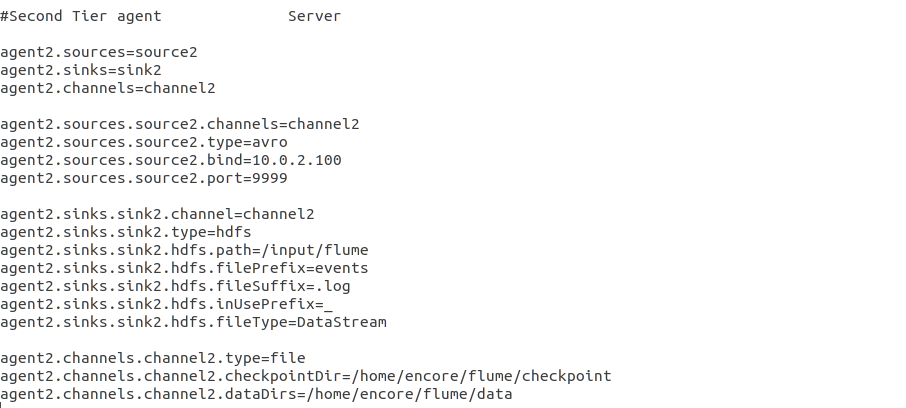 #Second Tier agent               Server
agent2.sources=source2
agent2.sinks=sink2
agent2.channels=channel2
agent2.sources.source2.channels=channel2
agent2.sources.source2.type=avro
agent2.sources.source2.bind=10.0.2.100
agent2.sources.source2.port=9999
agent2.sinks.sink2.channel=channel2
agent2.sinks.sink2.type=hdfs
agent2.sinks.sink2.hdfs.path=/input/flume
agent2.sinks.sink2.hdfs.filePrefix=events
agent2.sinks.sink2.hdfs.fileSuffix=.log
agent2.sinks.sink2.hdfs.inUsePrefix=_
agent2.sinks.sink2.hdfs.fileType=DataStream
agent2.channels.channel2.type=file
agent2.channels.channel2.checkpointDir=/home/encore/flume/checkpoint
agent2.channels.channel2.dataDirs=/home/encore/flume/data